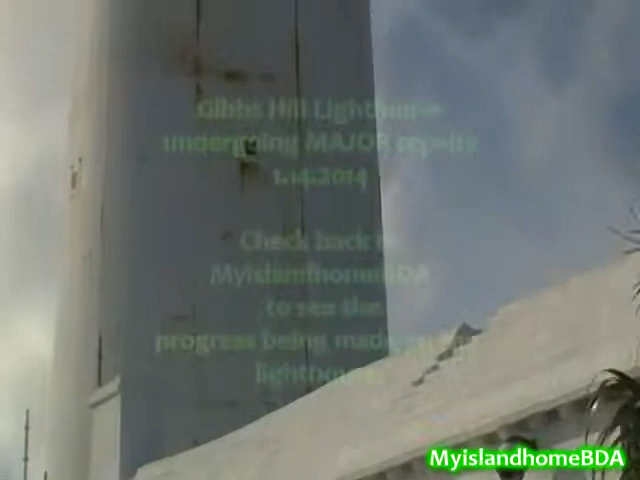 Gibbs Hill Lighthouse
undergoing MAJOR repairs
1.14.2014
Check back to
MyislandhomeBDA
to see the
progress being made
lighthouse
MyislandhomeBDA